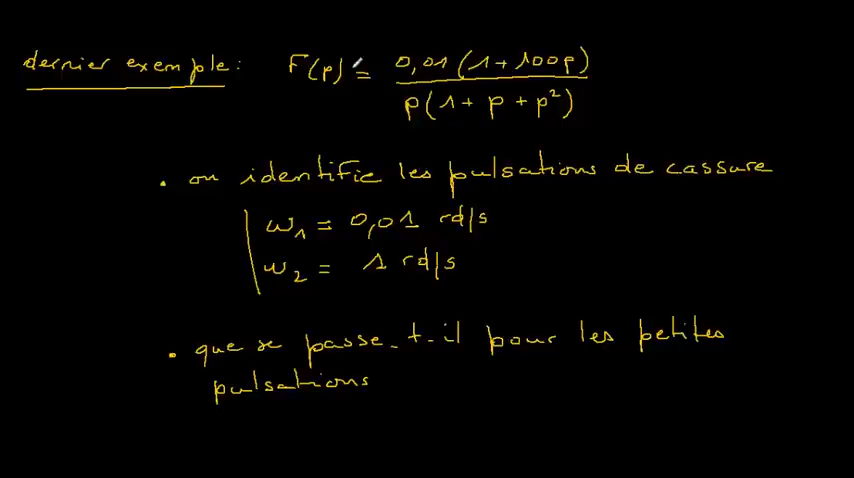 dernier exemple : F(p) = 0,01 (1 + 100p) / p(1 + p + p²)
. on identifie les pulsations de cassure
ω₁ = 0,01 rd/s
ω₂ = 1 rd/s
. que se passe-t-il pour les petites
pulsations